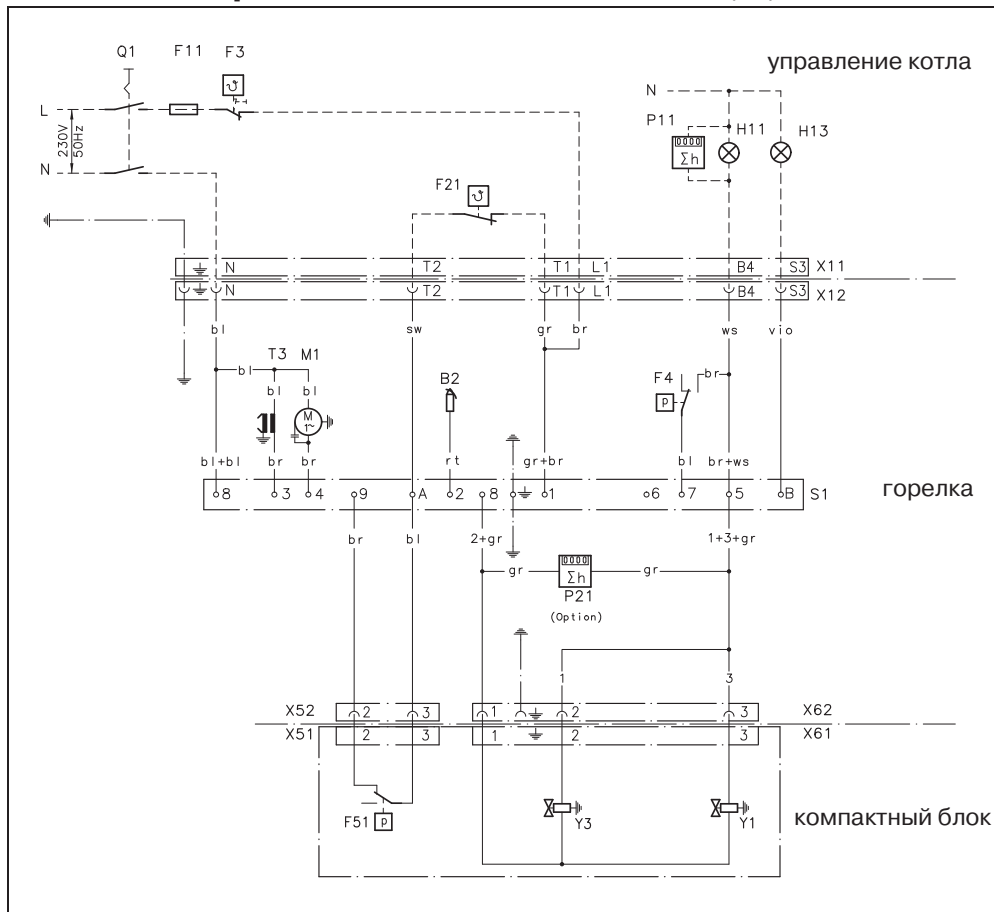 Q1 F11 F3
управление котла
N
L
P11 H11 H13
230V
50Hz
Σh
N
F21
N T2 T1 L1 B4 S3 X11
N T2 T1 L1 B4 S3 X12
bl sw gr br ws vio
T3 M1
bl
B2
F4
br
bl bl
P
M
1~
bl+bl br br rt gr+br bl br+ws
8 3 4 9 A 2 8 1 6 7 5 B S1
горелка
br bl 2+gr 1+3+gr
gr gr
Σh
P21
(Option)
1 3
X52 2 3 1 2 3 X62
X51 2 3 1 2 3 X61
F51 P
Y3 Y1
компактный блок